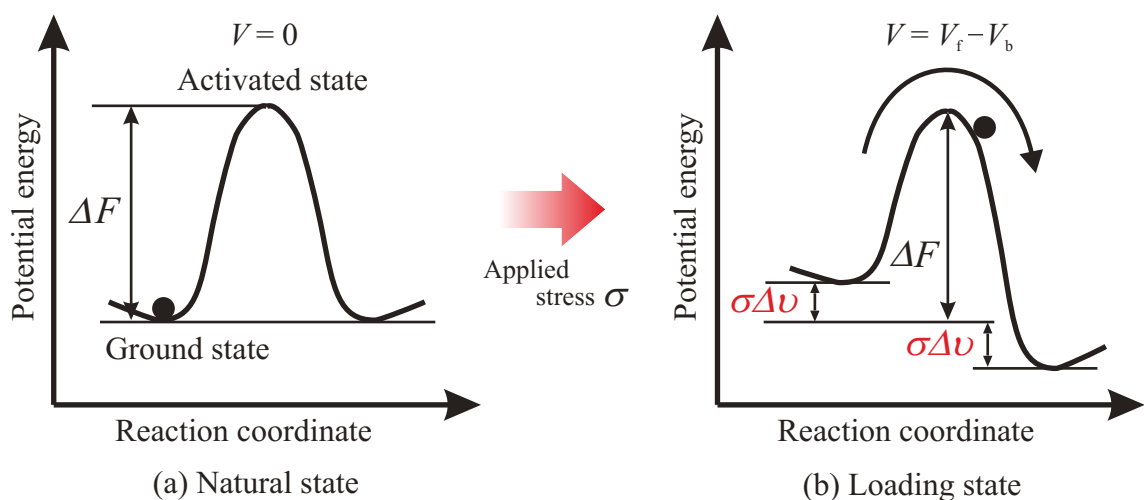 V = 0
Activated state
Potential energy
ΔF
Ground state
Reaction coordinate
(a) Natural state
Applied
stress σ
V = V_f − V_b
Potential energy
ΔF
σΔυ
σΔυ
Reaction coordinate
(b) Loading state